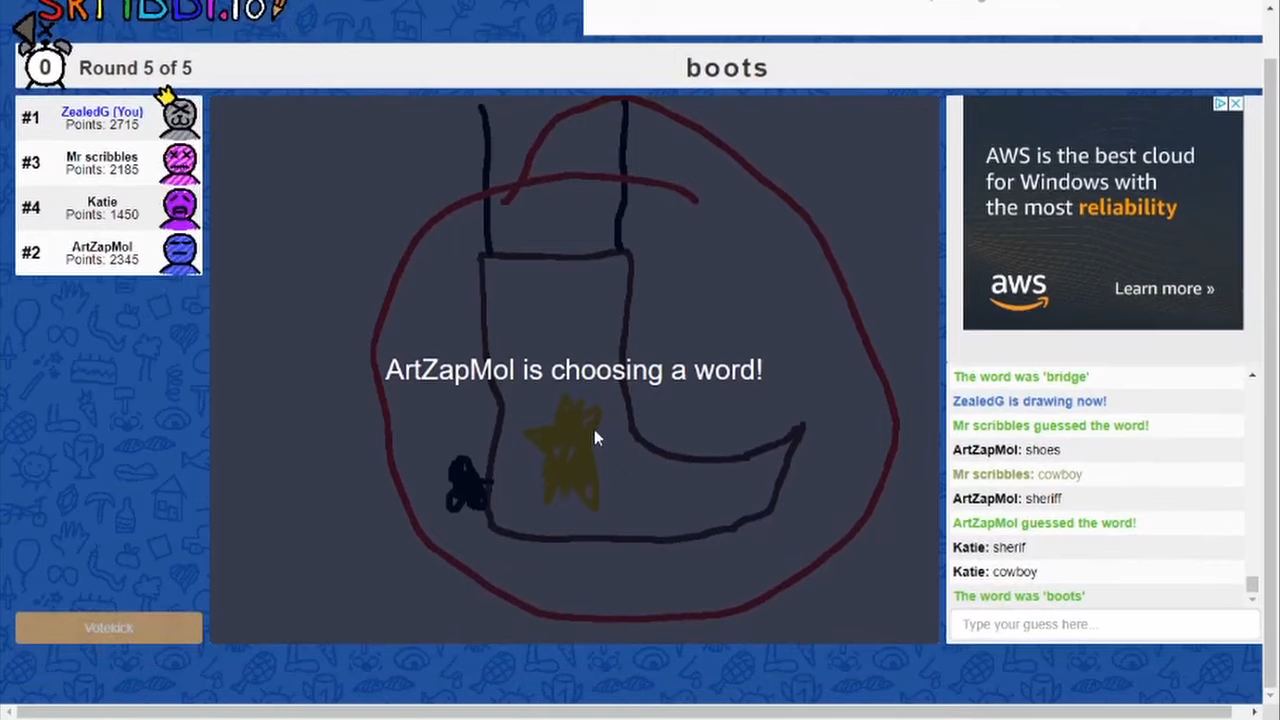 SKRIBBL.io
0
Round 5 of 5
boots
#1
ZealedG (You)
Points: 2715
#3
Mr scribbles
Points: 2185
#4
Katie
Points: 1450
#2
ArtZapMol
Points: 2345
ArtZapMol is choosing a word!
Votekick
AWS is the best cloud
for Windows with
the most reliability
aws
Learn more »
The word was 'bridge'
ZealedG is drawing now!
Mr scribbles guessed the word!
ArtZapMol: shoes
Mr scribbles: cowboy
ArtZapMol: sheriff
ArtZapMol guessed the word!
Katie: sherif
Katie: cowboy
The word was 'boots'
Type your guess here...